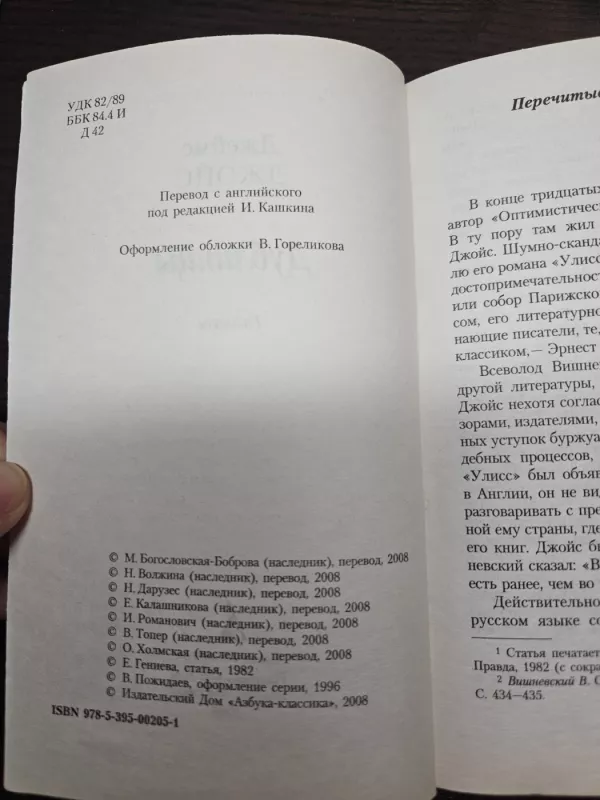 УДК 82/89
ББК 84.4 И
Д 42
Перевод с английского
под редакцией И. Кашкина
Оформление обложки В. Гореликова
© М. Богословская-Боброва (наследник), перевод, 2008
© Н. Волжина (наследник), перевод, 2008
© Н. Дарузес (наследник), перевод, 2008
© Е. Калашникова (наследник), перевод, 2008
© И. Романович (наследник), перевод, 2008
© В. Топер (наследник), перевод, 2008
© О. Холмская (наследник), перевод, 2008
© Е. Гениева, статья, 1982
© В. Пожидаев, оформление серии, 1996
© Издательский Дом «Азбука-классика», 2008
ISBN 978-5-395-00205-1
Перечитывая
В конце тридцатых
автор «Оптимистичес
В ту пору там жил
Джойс. Шумно-сканда
лю его романа «Улисс
достопримечательност
или собор Парижског
сом, его литературно
нающие писатели, те,
классиком,— Эрнест
Всеволод Вишне
другой литературы,
Джойс нехотя соглас
зорами, издателями,
ных уступок буржуа
дебных процессов,
«Улисс» был объяв
в Англии, он не вид
разговаривать с пре
ной ему страны, где
его книг. Джойс бы
невский сказал: «В
есть ранее, чем во
Действительно
русском языке со
1 Статья печатает
Правда, 1982 (с сокра
2 Вишневский В. С
С. 434—435.